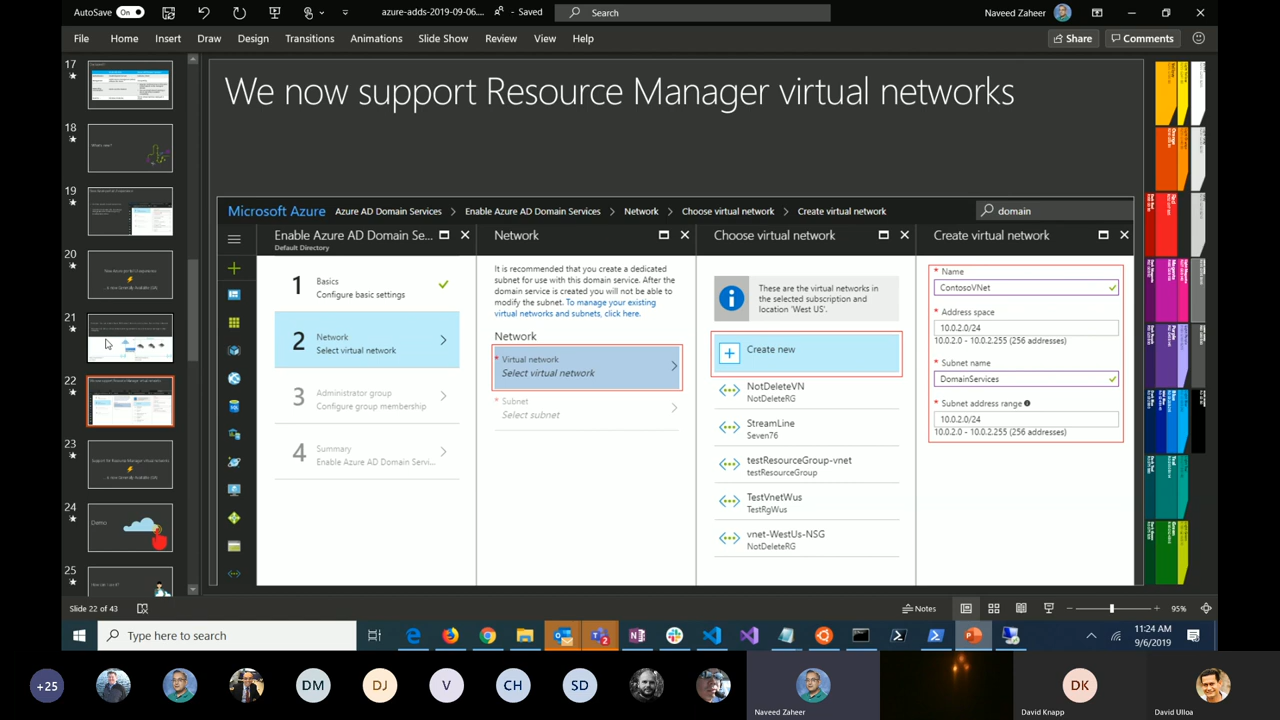 AutoSave On
azure-adds-2019-09-06.... - Saved
Search
Naveed Zaheer
File Home Insert Draw Design Transitions Animations Slide Show Review View Help
Share Comments
17
18
19
20
21
22
23
24
Demo
25
We now support Resource Manager virtual networks
Microsoft Azure Azure AD Domain Services Enable Azure AD Domain Services Network Choose virtual network Create virtual network
domain
Enable Azure AD Domain Se...
Default Directory
1 Basics
Configure basic settings
2 Network
Select virtual network
3 Administrator group
Configure group membership
4 Summary
Enable Azure AD Domain Servi...
Network
It is recommended that you create a dedicated
subnet for use with this domain service. After the
domain service is created you will not be able to
modify the subnet. To manage your existing
virtual networks and subnets, click here.
Network
* Virtual network
Select virtual network
* Subnet
Select subnet
Choose virtual network
These are the virtual networks in
the selected subscription and
location 'West US'.
Create new
NotDeleteVN
NotDeleteRG
StreamLine
Seven76
testResourceGroup-vnet
testResourceGroup
TestVnetWus
TestRgWus
vnet-WestUs-NSG
NotDeleteRG
Create virtual network
* Name
ContosoVNet
* Address space
10.0.2.0/24
10.0.2.0 - 10.0.2.255 (256 addresses)
* Subnet name
DomainServices
* Subnet address range
10.0.2.0/24
10.0.2.0 - 10.0.2.255 (256 addresses)
Slide 22 of 43
Notes
95%
Type here to search
11:24 AM
9/6/2019
+25
DM
DJ
V
CH
SD
Naveed Zaheer
DK
David Knapp
David Ulloa